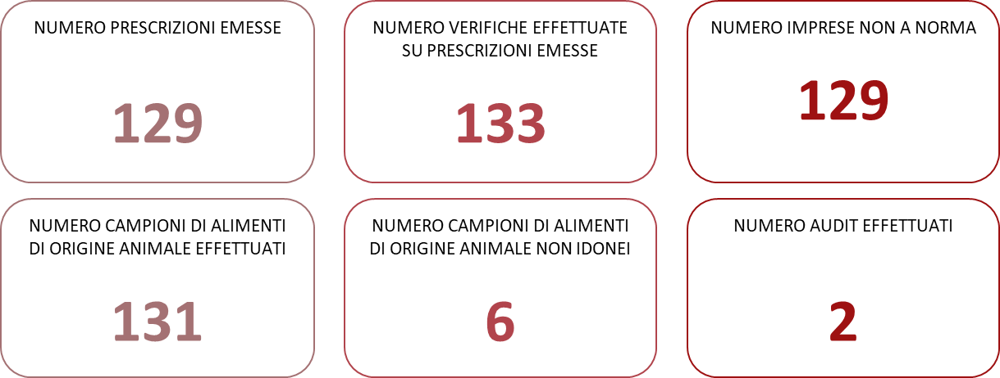 NUMERO PRESCRIZIONI EMESSE
129
NUMERO VERIFICHE EFFETTUATE
SU PRESCRIZIONI EMESSE
133
NUMERO IMPRESE NON A NORMA
129
NUMERO CAMPIONI DI ALIMENTI
DI ORIGINE ANIMALE EFFETTUATI
131
NUMERO CAMPIONI DI ALIMENTI
DI ORIGINE ANIMALE NON IDONEI
6
NUMERO AUDIT EFFETTUATI
2